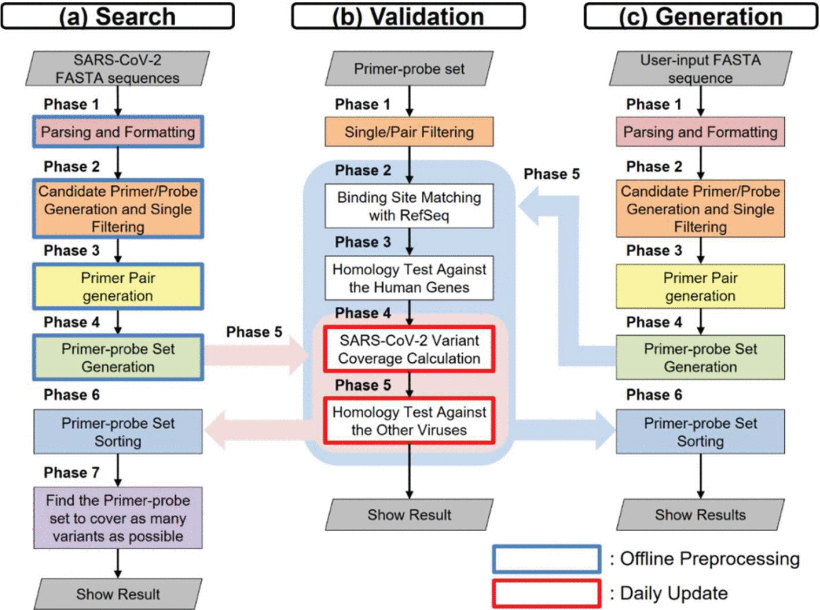 (a) Search
SARS-CoV-2
FASTA sequences
Phase 1
Parsing and Formatting
Phase 2
Candidate Primer/Probe
Generation and Single
Filtering
Phase 3
Primer Pair
generation
Phase 4
Primer-probe Set
Generation
Phase 5
Phase 6
Primer-probe Set
Sorting
Phase 7
Find the Primer-probe
set to cover as many
variants as possible
Show Result
(b) Validation
Primer-probe set
Phase 1
Single/Pair Filtering
Phase 2
Binding Site Matching
with RefSeq
Phase 3
Homology Test Against
the Human Genes
Phase 4
SARS-CoV-2 Variant
Coverage Calculation
Phase 5
Homology Test Against
the Other Viruses
Show Result
(c) Generation
User-input FASTA
sequence
Phase 1
Parsing and Formatting
Phase 2
Candidate Primer/Probe
Generation and Single
Filtering
Phase 3
Primer Pair
generation
Phase 4
Primer-probe Set
Generation
Phase 5
Phase 6
Primer-probe Set
Sorting
Show Results
: Offline Preprocessing
: Daily Update